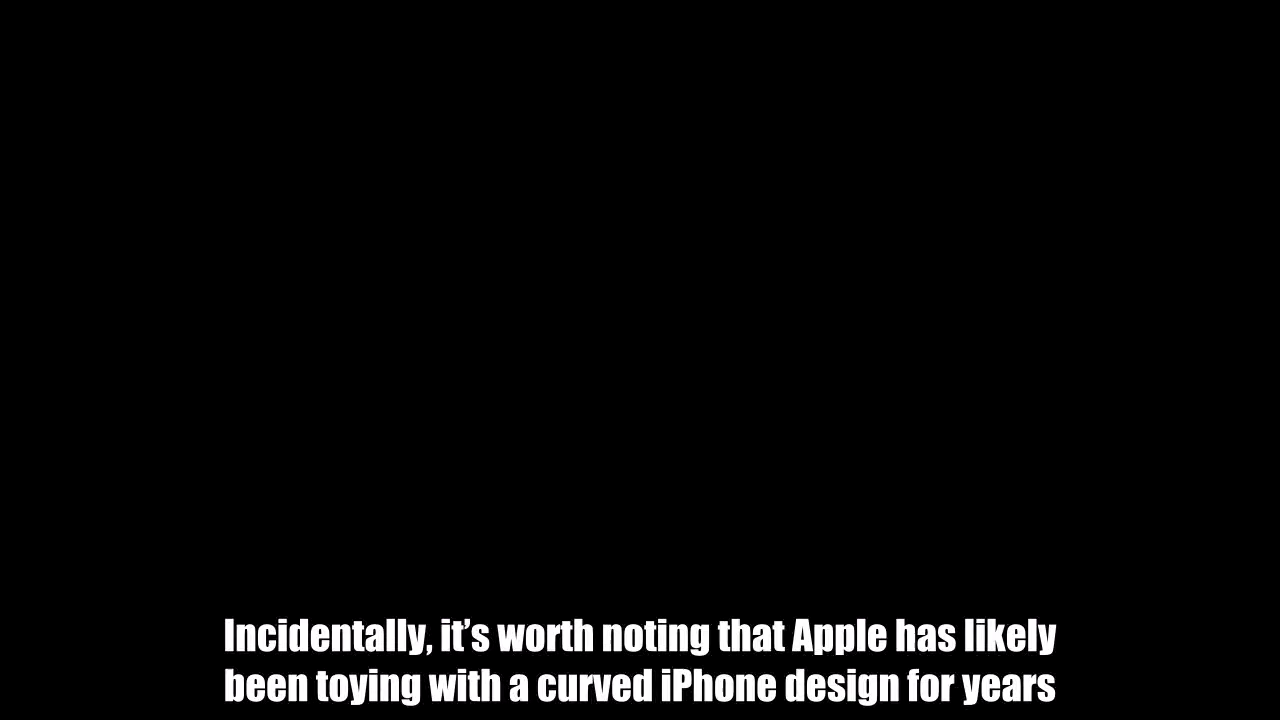 Incidentally, it’s worth noting that Apple has likely
been toying with a curved iPhone design for years